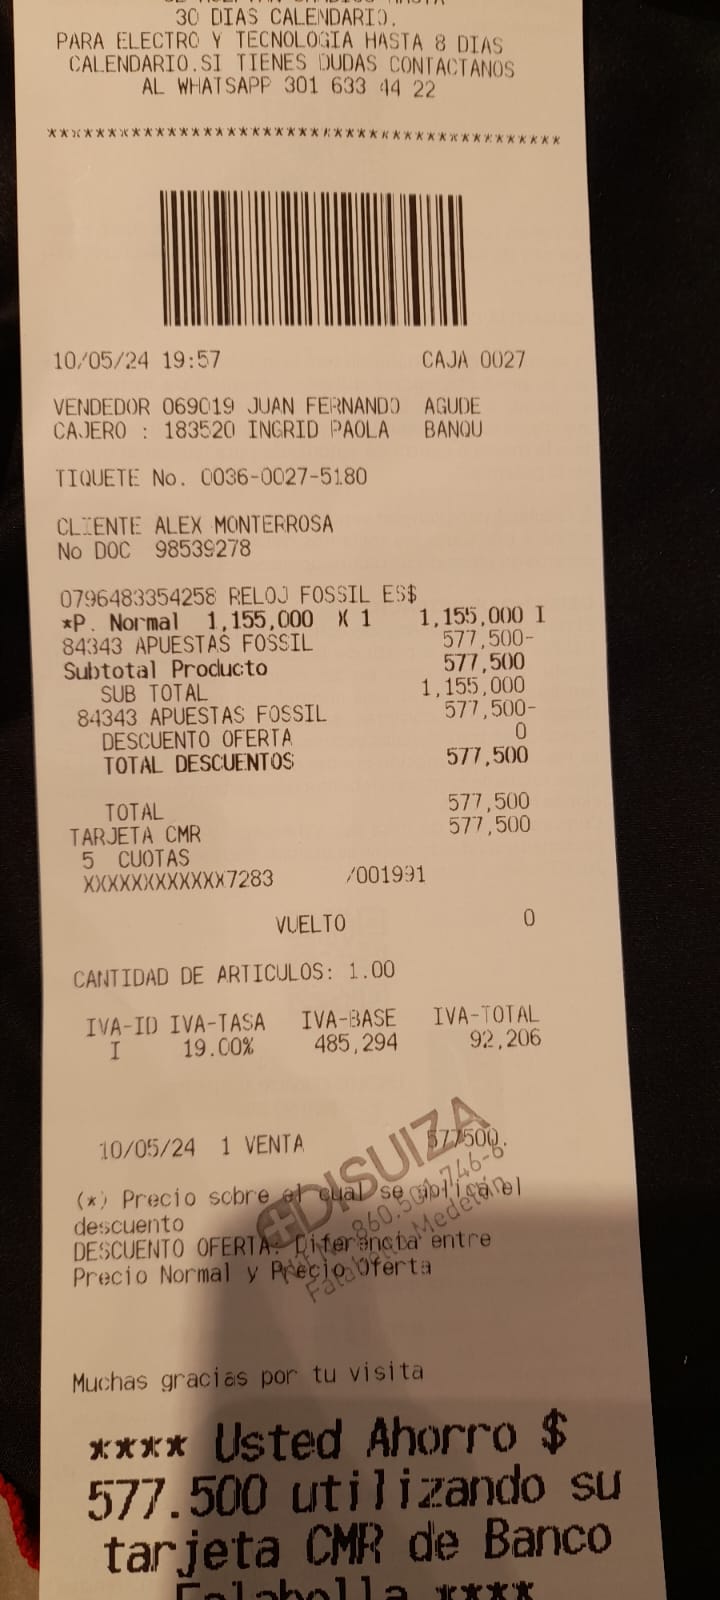 30 DIAS CALENDARIO.
PARA ELECTRO Y TECNOLOGIA HASTA 8 DIAS
CALENDARIO.SI TIENES DUDAS CONTACTANOS
AL WHATSAPP 301 633 44 22
*******************************************
10/05/24 19:57 CAJA 0027
VENDEDOR 069019 JUAN FERNANDO AGUDE
CAJERO : 183520 INGRID PAOLA BANQU
TIQUETE No. 0036-0027-5180
CLIENTE ALEX MONTERROSA
No DOC 98539278
0796483354258 RELOJ FOSSIL ES$
*P. Normal 1,155,000 X 1 1,155,000 I
84343 APUESTAS FOSSIL 577,500-
Subtotal Producto 577,500
SUB TOTAL 1,155,000
84343 APUESTAS FOSSIL 577,500-
DESCUENTO OFERTA 0
TOTAL DESCUENTOS 577,500
TOTAL 577,500
TARJETA CMR 577,500
5 CUOTAS
XXXXXXXXXXXX7283 /001991
VUELTO 0
CANTIDAD DE ARTICULOS: 1.00
IVA-ID IVA-TASA IVA-BASE IVA-TOTAL
I 19.00% 485,294 92,206
10/05/24 1 VENTA 577500.
DISUIZA
860.501.746-6
Falabella Medellín
(*) Precio sobre el cual se aplica el
descuento
DESCUENTO OFERTA: Diferencia entre
Precio Normal y Precio Oferta
Muchas gracias por tu visita
**** Usted Ahorro $
577.500 utilizando su
tarjeta CMR de Banco
Falabella ****